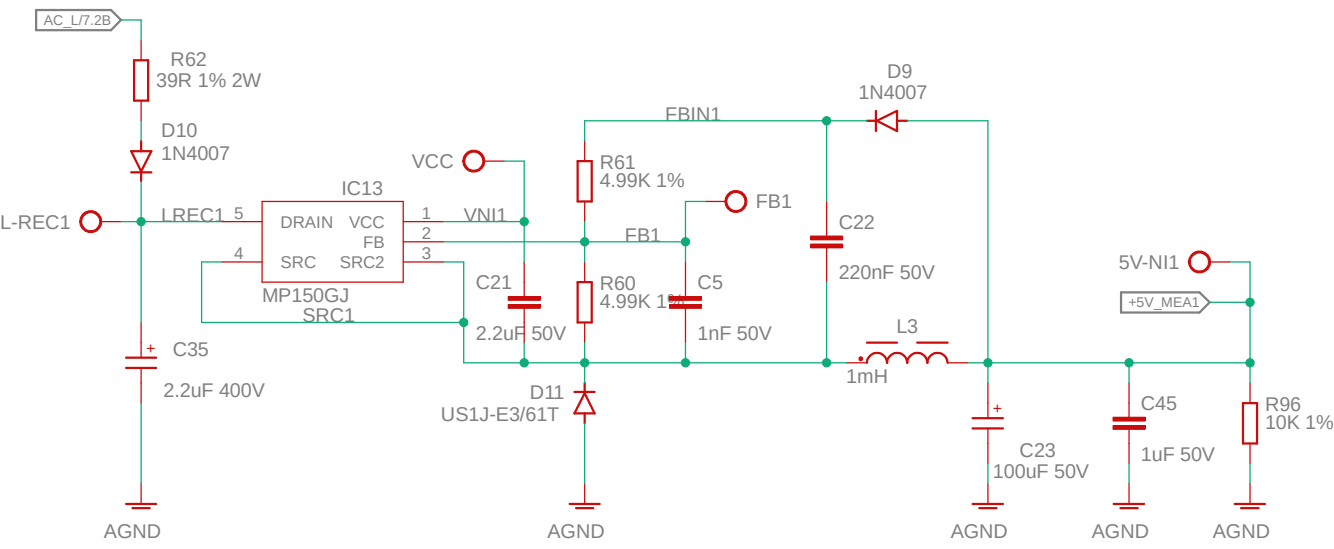 AC_L/7.2B
R62
39R 1% 2W
D10
1N4007
L-REC1
LREC1
5
4
IC13
DRAIN
VCC
FB
SRC
SRC2
1
2
3
MP150GJ
SRC1
VCC
VNI1
FBIN1
R61
4.99K 1%
FB1
FB1
D9
1N4007
C21
2.2uF 50V
R60
4.99K 1%
C5
1nF 50V
C22
220nF 50V
5V-NI1
+5V_MEA1
L3
1mH
C35
2.2uF 400V
D11
US1J-E3/61T
C23
100uF 50V
C45
1uF 50V
R96
10K 1%
AGND
AGND
AGND
AGND
AGND